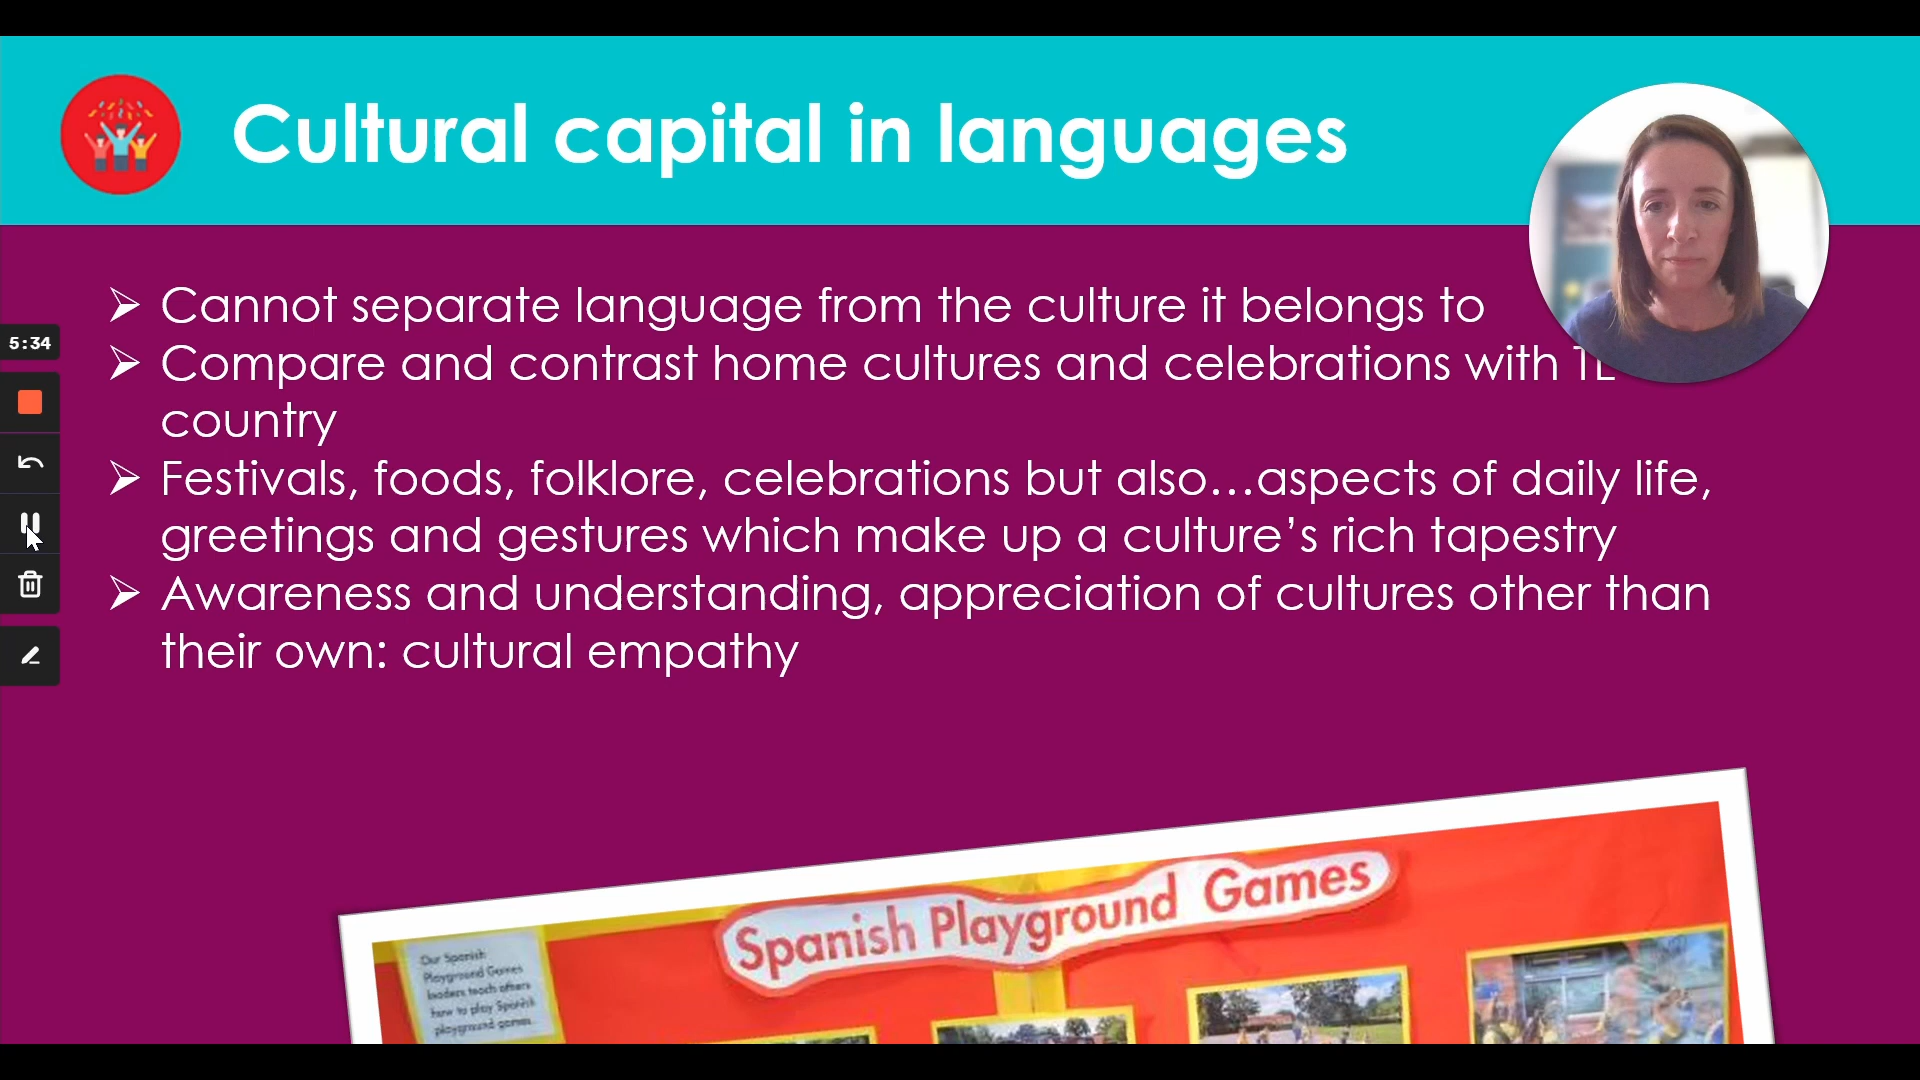 Cultural capital in languages
➢ Cannot separate language from the culture it belongs to
➢ Compare and contrast home cultures and celebrations with TL
country
➢ Festivals, foods, folklore, celebrations but also…aspects of daily life,
greetings and gestures which make up a culture’s rich tapestry
➢ Awareness and understanding, appreciation of cultures other than
their own: cultural empathy
5:34
Spanish Playground Games
Our Spanish
Playground Games
leaders teach others
how to play Spanish
playground games.